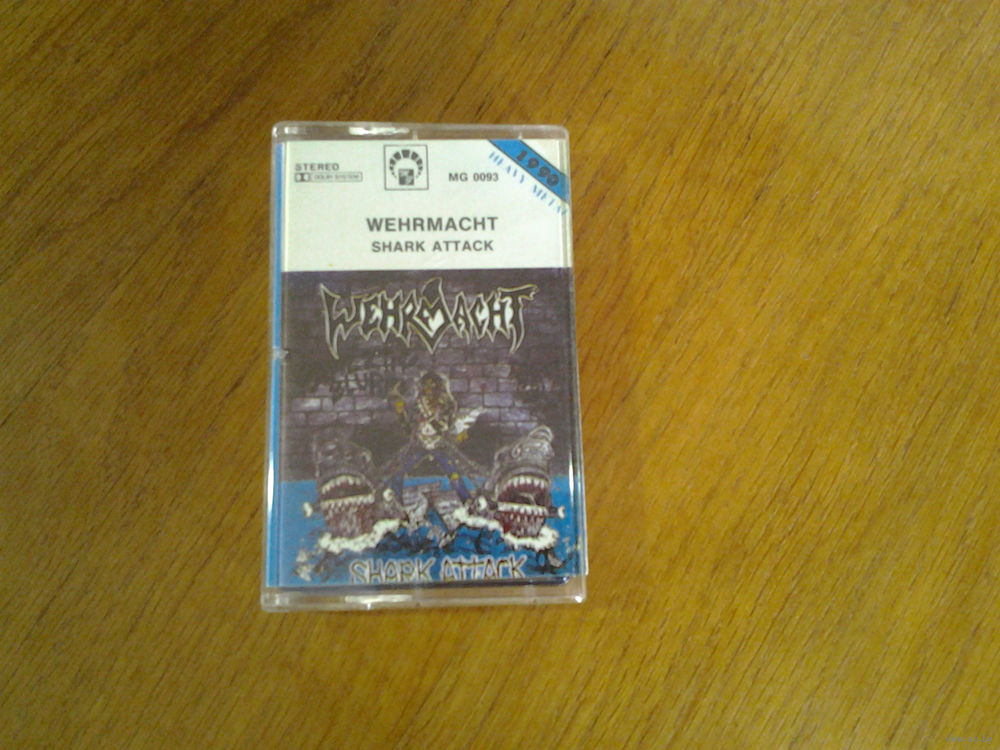 STEREO
DOLBY SYSTEM
MG 0093
1990
HEAVY METAL
WEHRMACHT
SHARK ATTACK
WEHRMACHT
SHARK ATTACK